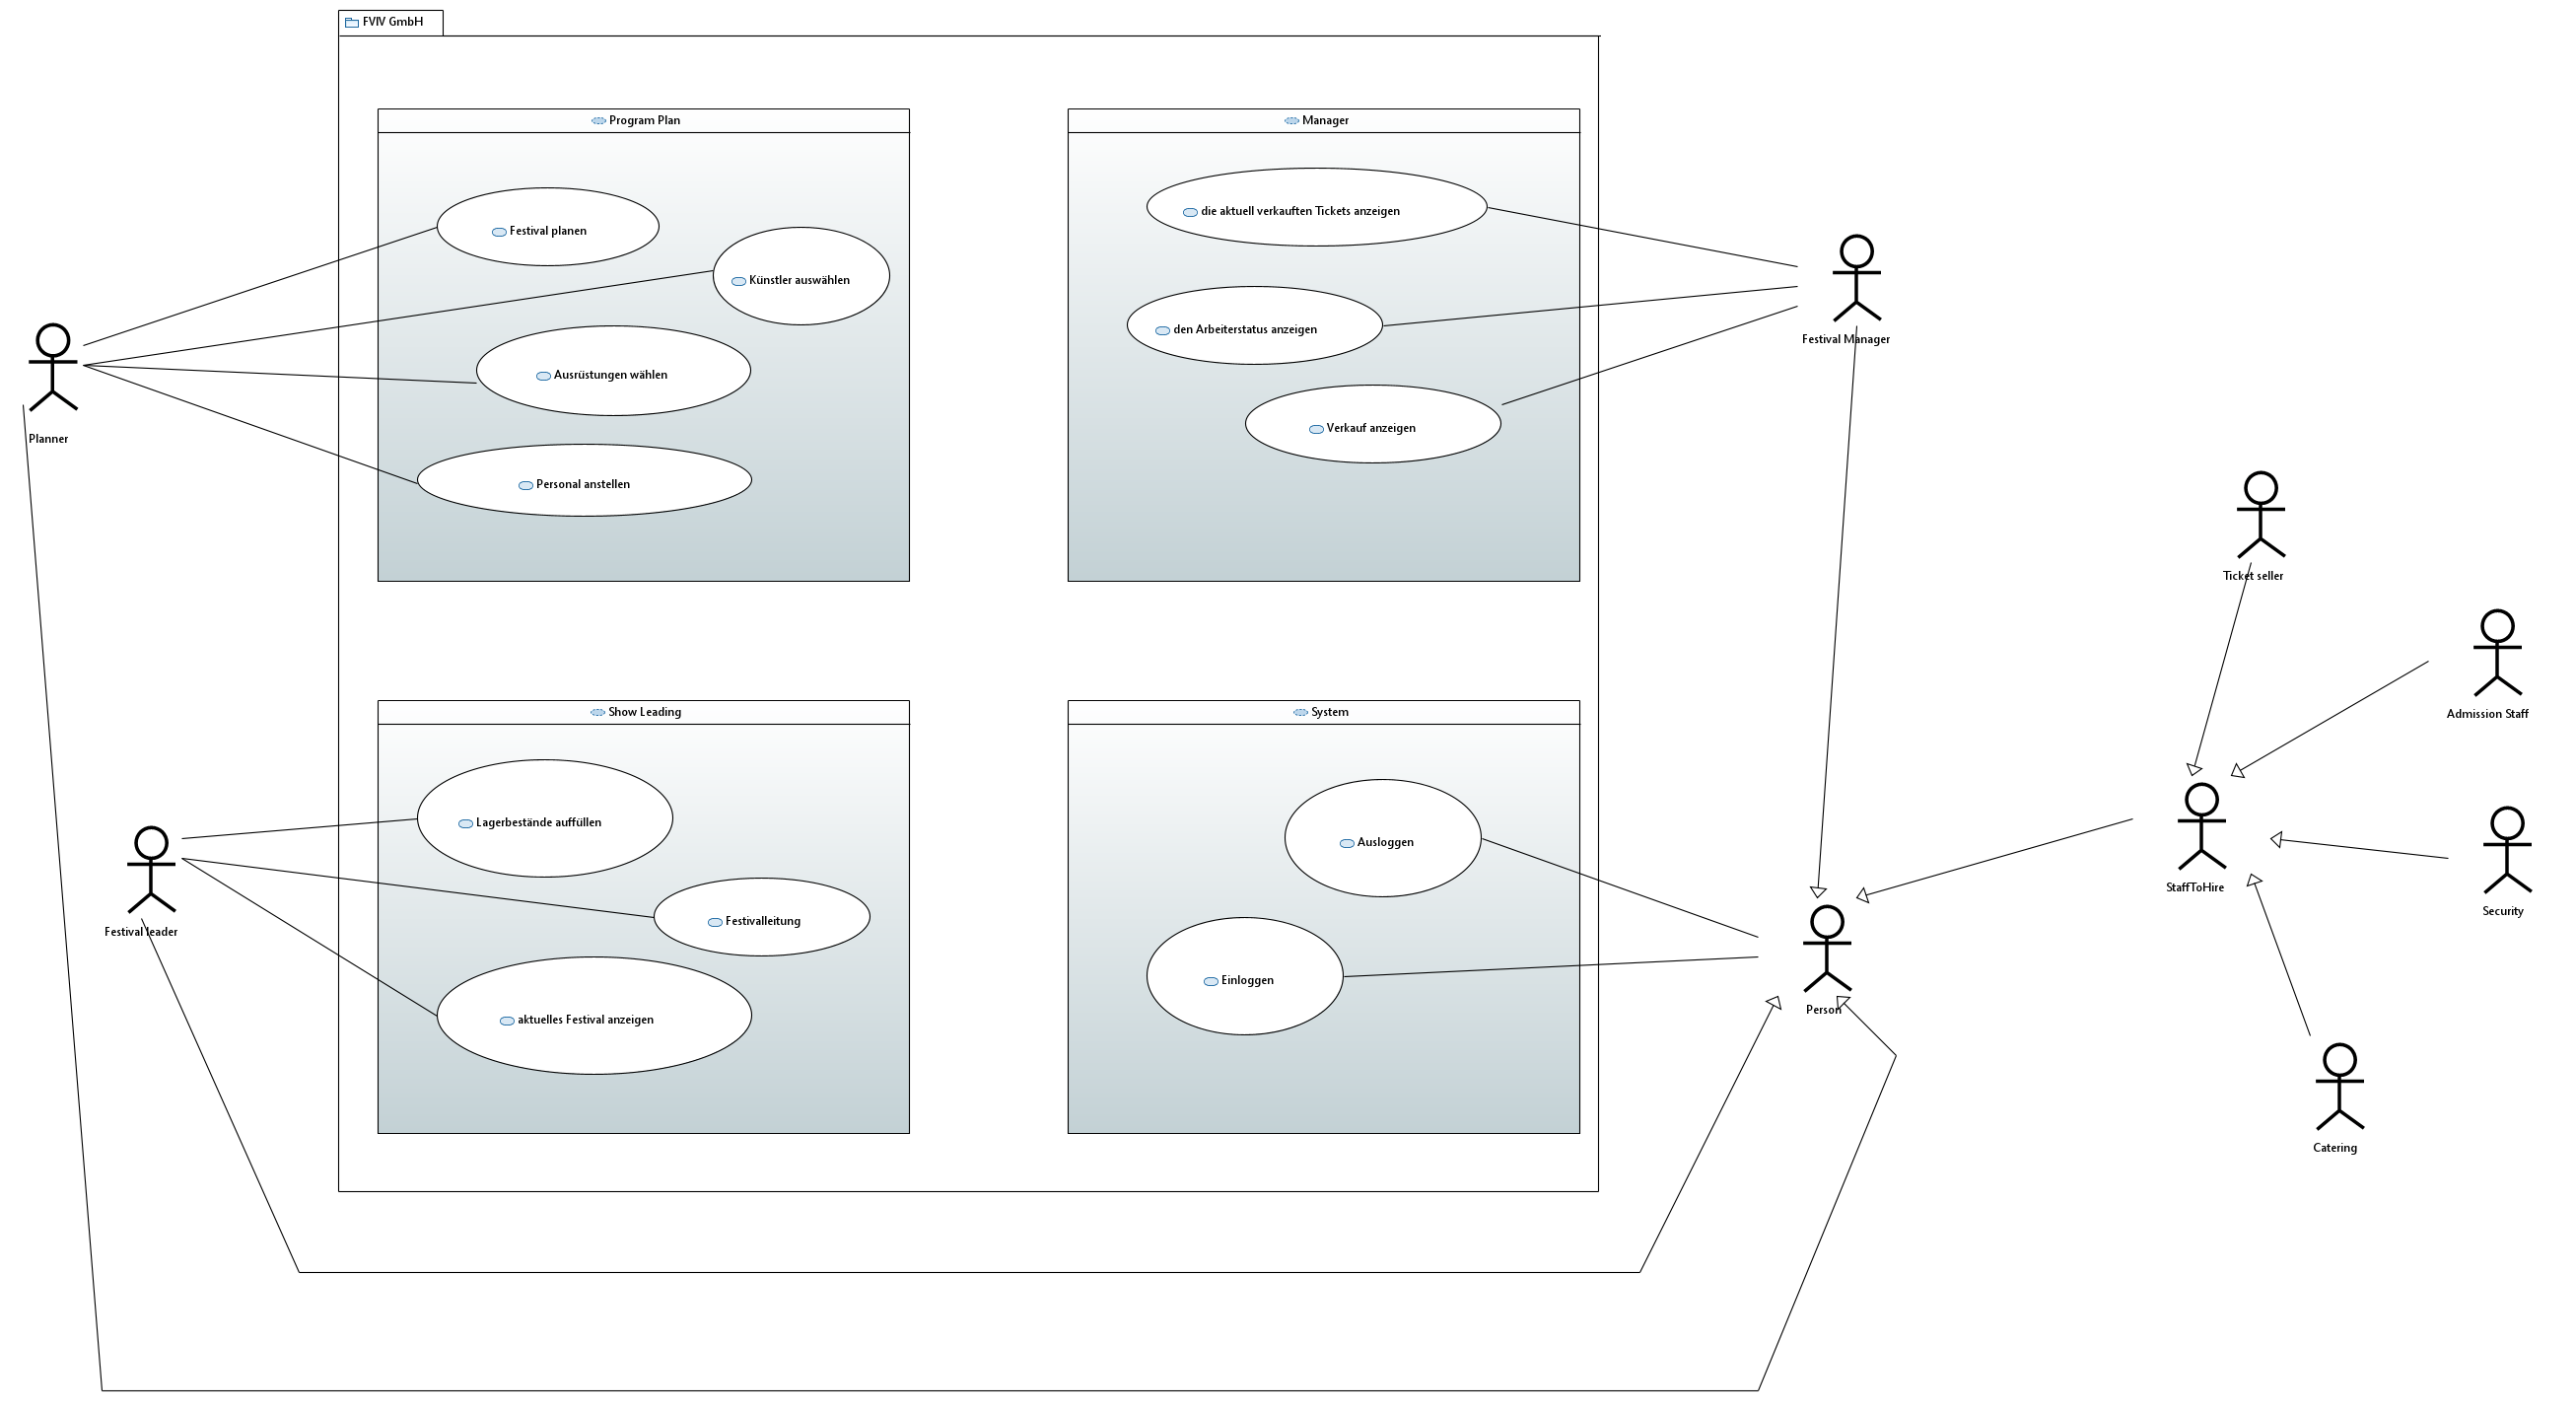 FVIV GmbH
Program Plan
Festival planen
Künstler auswählen
Ausrüstungen wählen
Personal anstellen
Manager
die aktuell verkauften Tickets anzeigen
den Arbeiterstatus anzeigen
Verkauf anzeigen
Planner
Festival Manager
Ticket seller
Admission Staff
Show Leading
Lagerbestände auffüllen
Festivalleitung
aktuelles Festival anzeigen
System
Ausloggen
Einloggen
Festival leader
Person
StaffToHire
Security
Catering